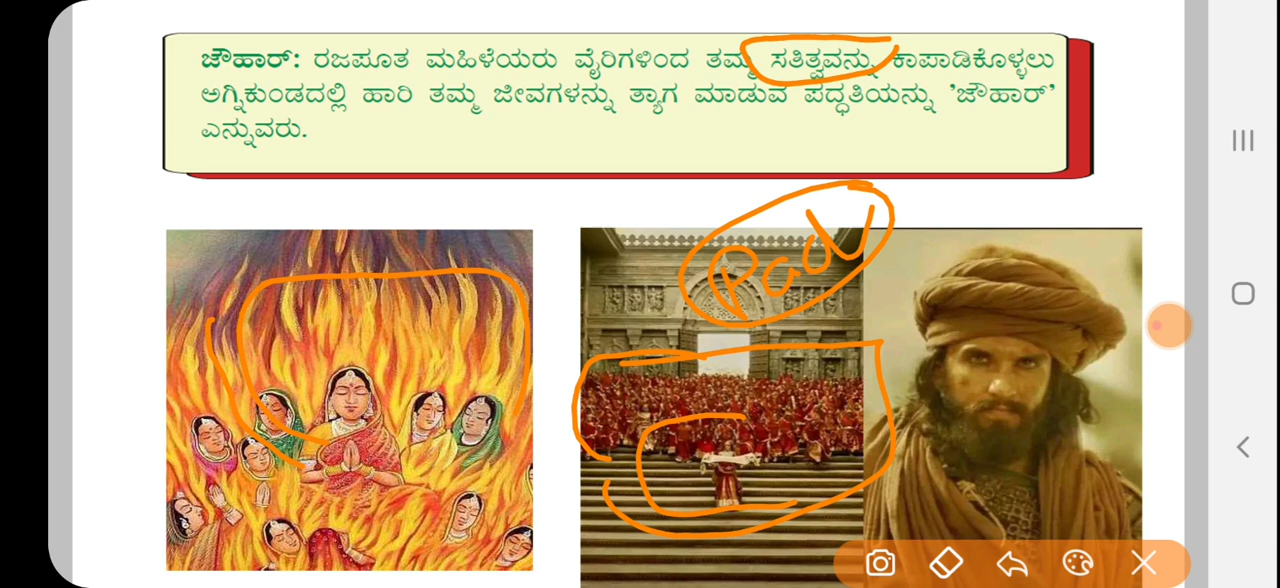 ಜೌಹಾರ್: ರಜಪೂತ ಮಹಿಳೆಯರು ವೈರಿಗಳಿಂದ ತಮ್ಮ ಸತಿತ್ವವನ್ನು ಕಾಪಾಡಿಕೊಳ್ಳಲು
ಅಗ್ನಿಕುಂಡದಲ್ಲಿ ಹಾರಿ ತಮ್ಮ ಜೀವಗಳನ್ನು ತ್ಯಾಗ ಮಾಡುವ ಪದ್ಧತಿಯನ್ನು 'ಜೌಹಾರ್'
ಎನ್ನುವರು.
Pad